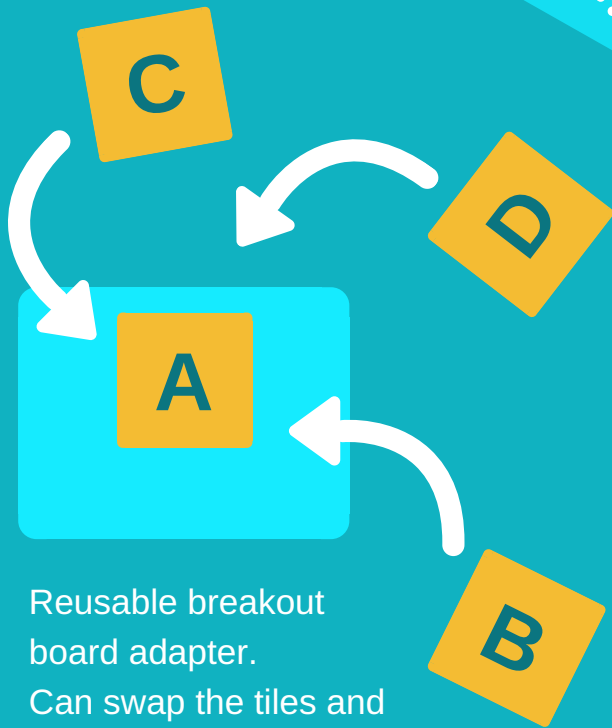 C
D
A
B
Reusable breakout
board adapter.
Can swap the tiles and